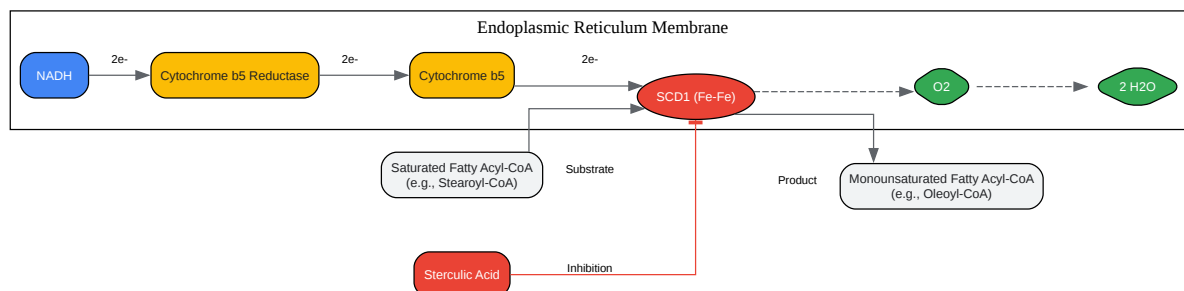 Endoplasmic Reticulum Membrane
NADH
2e-
Cytochrome b5 Reductase
2e-
Cytochrome b5
2e-
SCD1 (Fe-Fe)
O2
2 H2O
Saturated Fatty Acyl-CoA
(e.g., Stearoyl-CoA)
Substrate
Product
Monounsaturated Fatty Acyl-CoA
(e.g., Oleoyl-CoA)
Sterculic Acid
Inhibition